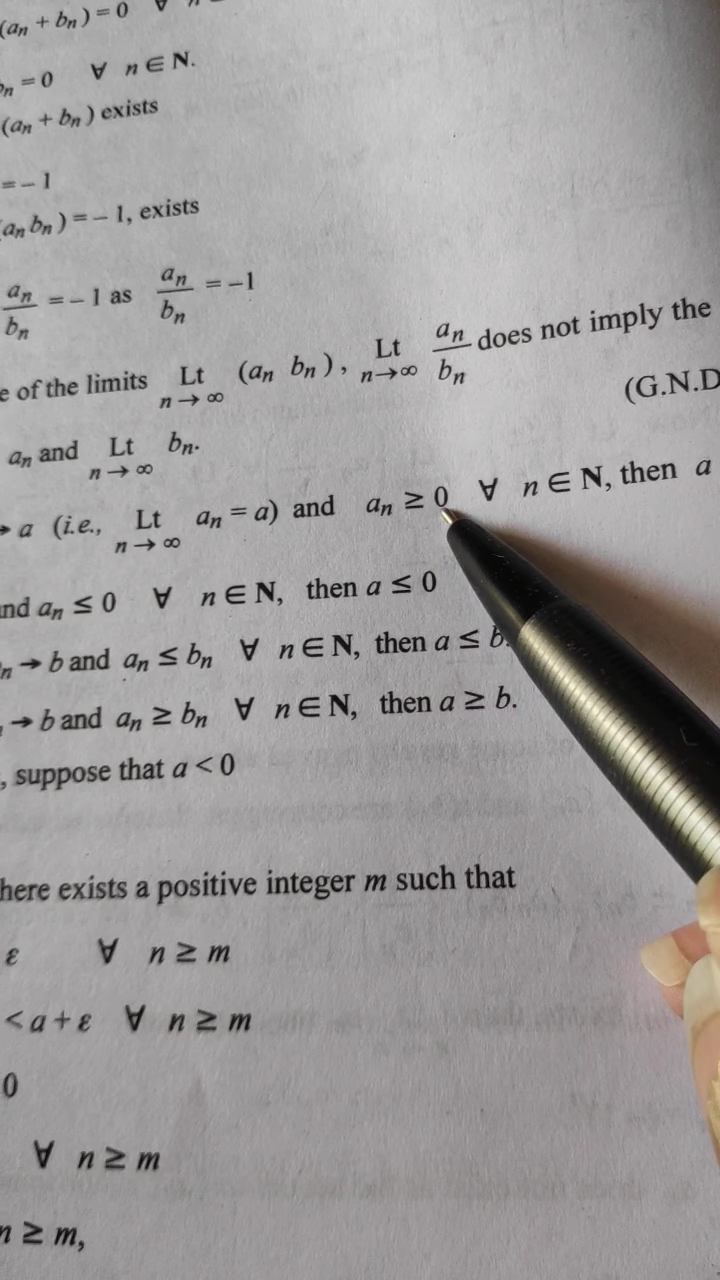 (aₙ + bₙ) = 0 ∀ n
bₙ = 0 ∀ n ∈ N.
(aₙ + bₙ) exists
= – 1
(aₙ bₙ) = – 1, exists
aₙ/bₙ = – 1 as aₙ/bₙ = –1
e of the limits Lt n→∞ (aₙ bₙ), Lt n→∞ aₙ/bₙ does not imply the
(G.N.D
aₙ and Lt n→∞ bₙ.
→ a (i.e., Lt n→∞ aₙ = a) and aₙ ≥ 0 ∀ n ∈ N, then a
nd aₙ ≤ 0 ∀ n ∈ N, then a ≤ 0
ₙ → b and aₙ ≤ bₙ ∀ n ∈ N, then a ≤ b.
→ b and aₙ ≥ bₙ ∀ n ∈ N, then a ≥ b.
, suppose that a < 0
here exists a positive integer m such that
ε ∀ n ≥ m
< a + ε ∀ n ≥ m
0
∀ n ≥ m
n ≥ m,